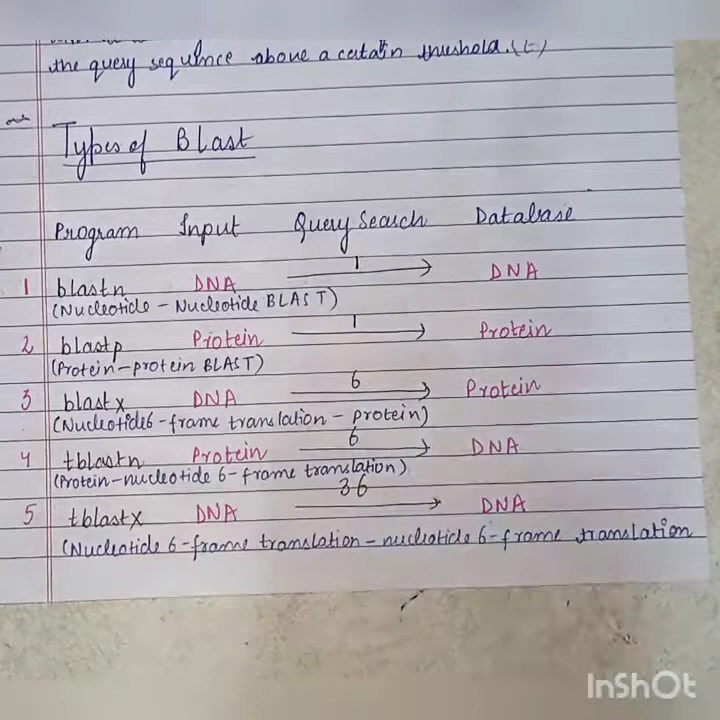 the query sequence above a certain threshold. (t)
Types of Blast
Program Input Query Search Database
1 blastn DNA 1 DNA
(Nucleotide - Nucleotide BLAST)
2 blastp Protein 1 Protein
(Protein-protein BLAST)
3 blastx DNA 6 Protein
(Nucleotide6-frame translation - protein)
4 tblastn Protein 6 DNA
(Protein-nucleotide 6-frame translation)
5 tblastx DNA 36 DNA
(Nucleotide 6-frame translation - nucleotide 6-frame translation
InShOt